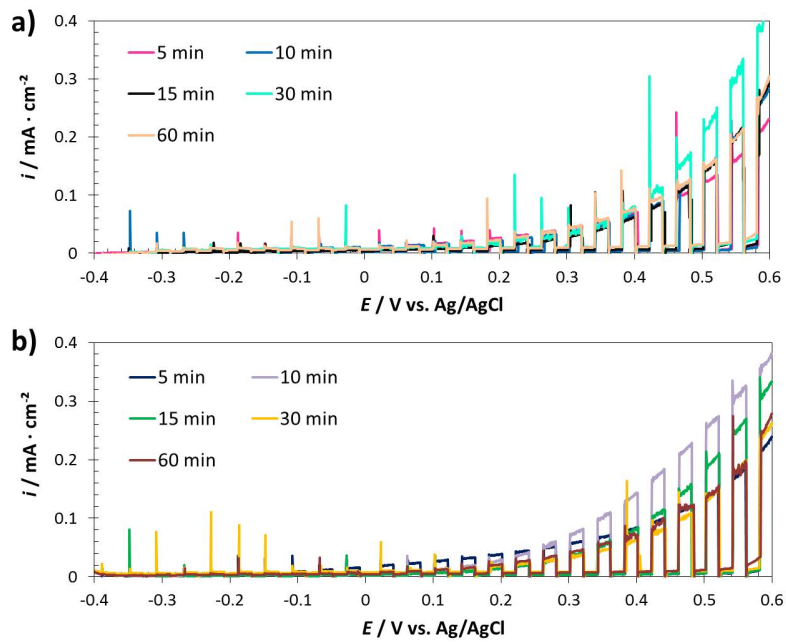 a)
0.4
0.3
0.2
0.1
0
i / mA · cm⁻²
5 min
10 min
15 min
30 min
60 min
-0.4 -0.3 -0.2 -0.1 0 0.1 0.2 0.3 0.4 0.5 0.6
E / V vs. Ag/AgCl
b)
0.4
0.3
0.2
0.1
0
i / mA · cm⁻²
5 min
10 min
15 min
30 min
60 min
-0.4 -0.3 -0.2 -0.1 0 0.1 0.2 0.3 0.4 0.5 0.6
E / V vs. Ag/AgCl